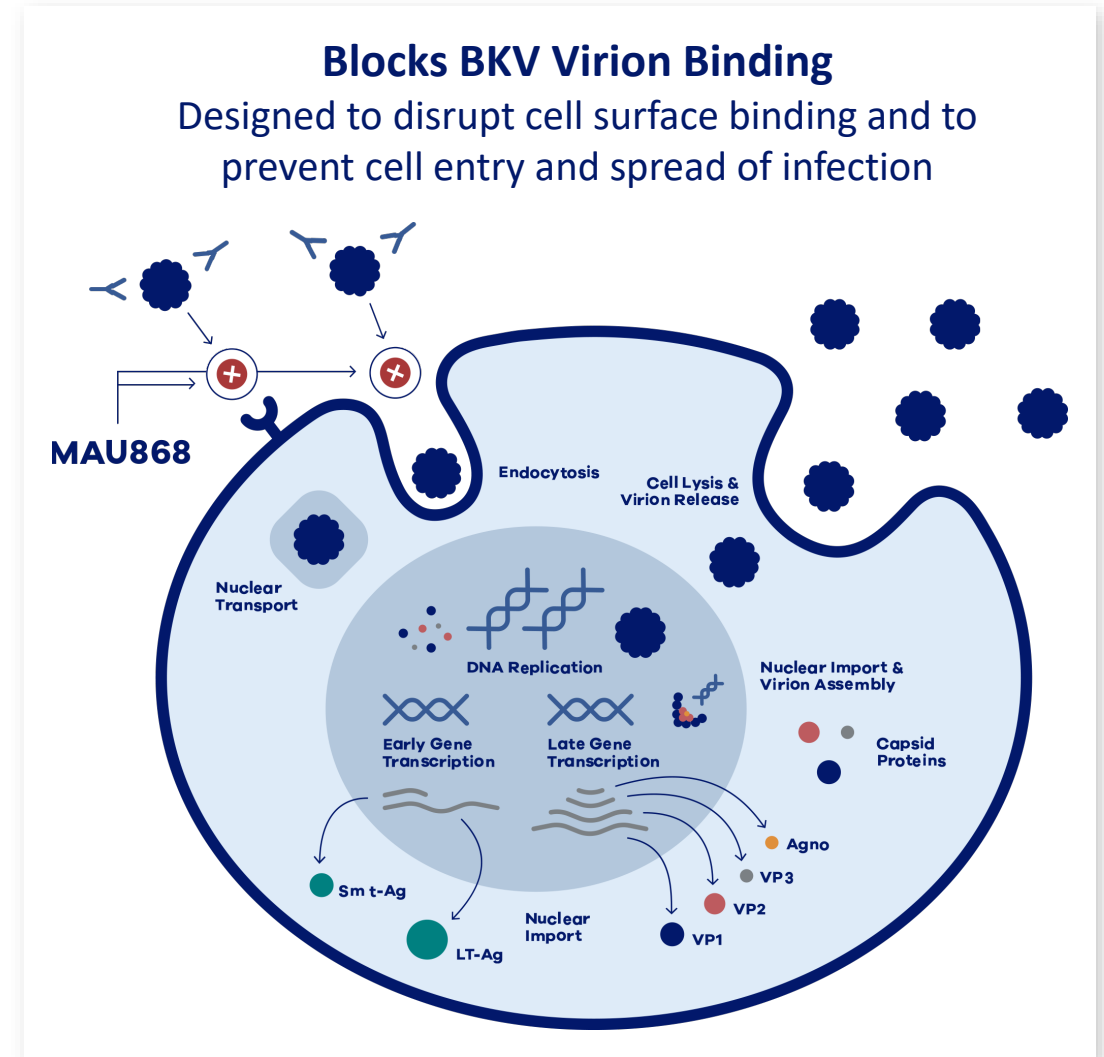 Blocks BKV Virion Binding
Designed to disrupt cell surface binding and to
prevent cell entry and spread of infection
MAU868
Endocytosis
Cell Lysis &
Virion Release
Nuclear
Transport
DNA Replication
Nuclear Import &
Virion Assembly
Early Gene
Transcription
Late Gene
Transcription
Capsid
Proteins
Agno
VP3
Sm t-Ag
VP2
Nuclear
Import
VP1
LT-Ag